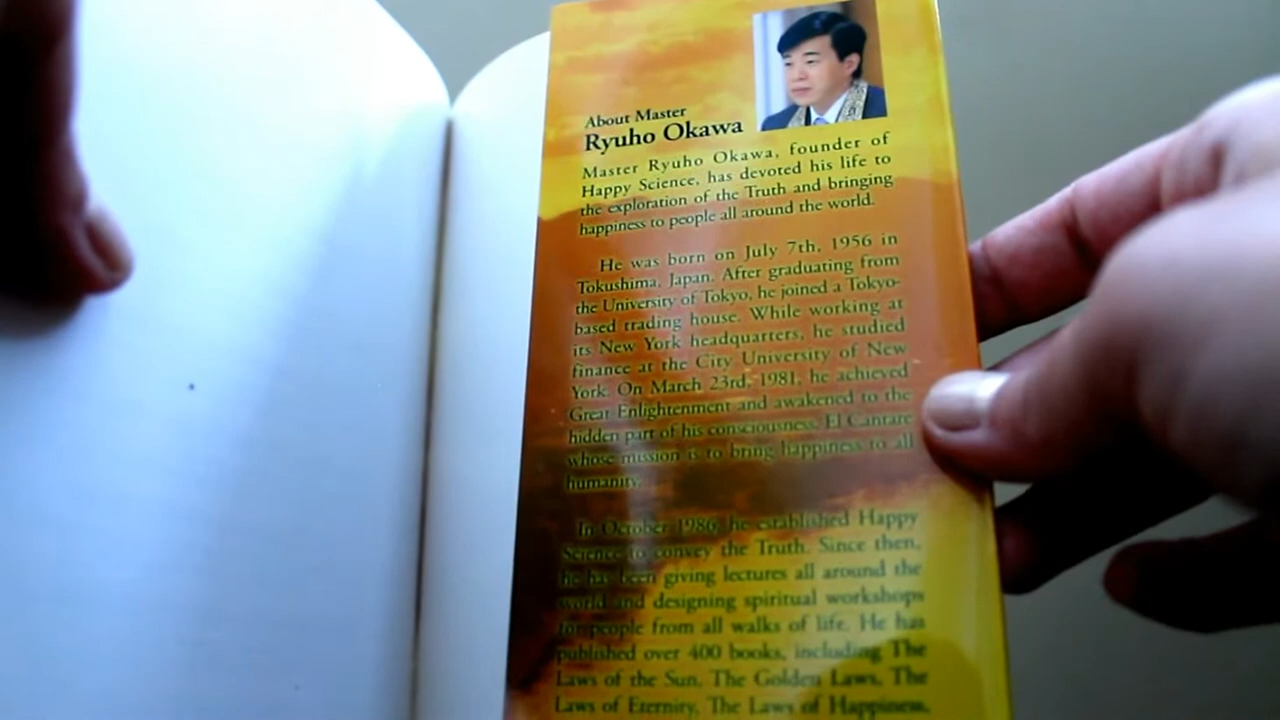 About Master
Ryuho Okawa
Master Ryuho Okawa, founder of
Happy Science, has devoted his life to
the exploration of the Truth and bringing
happiness to people all around the world.
He was born on July 7th, 1956 in
Tokushima, Japan. After graduating from
the University of Tokyo, he joined a Tokyo-
based trading house. While working at
its New York headquarters, he studied
finance at the City University of New
York. On March 23rd, 1981, he achieved
Great Enlightenment and awakened to the
hidden part of his consciousness, El Cantare
whose mission is to bring happiness to all
humanity.
In October 1986, he established Happy
Science to convey the Truth. Since then,
he has been giving lectures all around the
world and designing spiritual workshops
for people from all walks of life. He has
published over 400 books, including The
Laws of the Sun, The Golden Laws, The
Laws of Eternity, The Laws of Happiness,